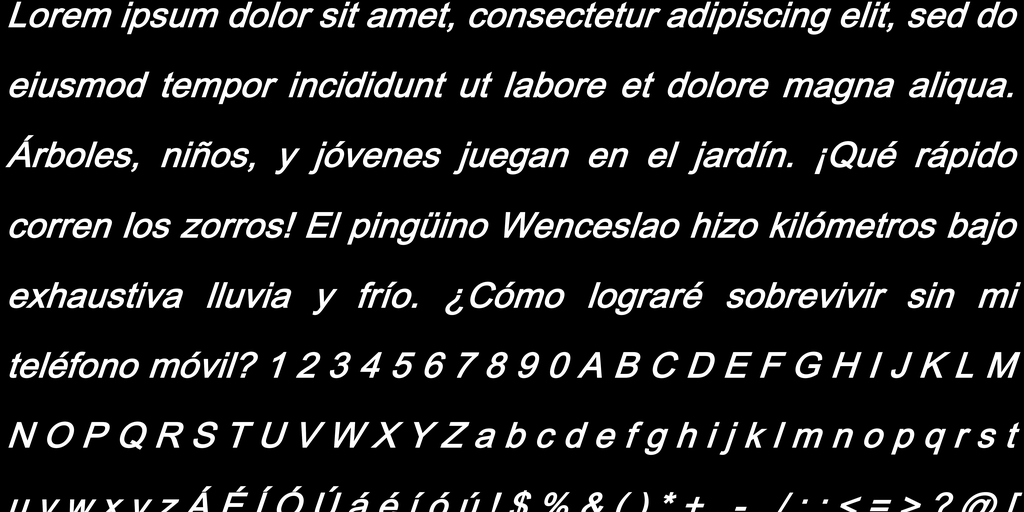 Lorem ipsum dolor sit amet, consectetur adipiscing elit, sed do
eiusmod tempor incididunt ut labore et dolore magna aliqua.
Árboles, niños, y jóvenes juegan en el jardín. ¡Qué rápido
corren los zorros! El pingüino Wenceslao hizo kilómetros bajo
exhaustiva lluvia y frío. ¿Cómo lograré sobrevivir sin mi
teléfono móvil? 1 2 3 4 5 6 7 8 9 0 A B C D E F G H I J K L M
N O P Q R S T U V W X Y Z a b c d e f g h i j k l m n o p q r s t
u v w x y z Á É Í Ó Ú á é í ó ú ! $ % & ( ) * + - / : ; < = > ? @ [